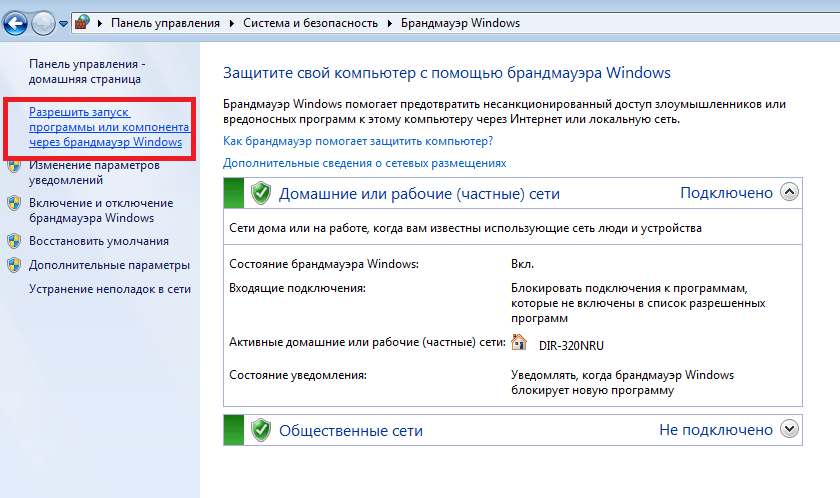 Панель управления Система и безопасность Брандмауэр Windows
Панель управления -
домашняя страница
Разрешить запуск
программы или компонента
через брандмауэр Windows
Изменение параметров
уведомлений
Включение и отключение
брандмауэра Windows
Восстановить умолчания
Дополнительные параметры
Устранение неполадок в сети
Защитите свой компьютер с помощью брандмауэра Windows
Брандмауэр Windows помогает предотвратить несанкционированный доступ злоумышленников или
вредоносных программ к этому компьютеру через Интернет или локальную сеть.
Как брандмауэр помогает защитить компьютер?
Дополнительные сведения о сетевых размещениях
Домашние или рабочие (частные) сети Подключено
Сети дома или на работе, когда вам известны использующие сеть люди и устройства
Состояние брандмауэра Windows: Вкл.
Входящие подключения: Блокировать подключения к программам,
которые не включены в список разрешенных
программ
Активные домашние или рабочие (частные) сети: DIR-320NRU
Состояние уведомления: Уведомлять, когда брандмауэр Windows
блокирует новую программу
Общественные сети Не подключено